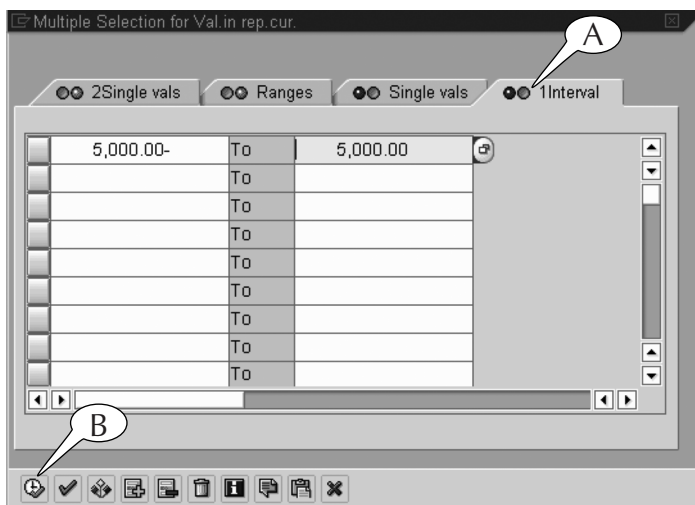 Multiple Selection for Val.in rep.cur.
A
2Single vals Ranges Single vals 1Interval
5,000.00- To 5,000.00
To
To
To
To
To
To
To
To
B